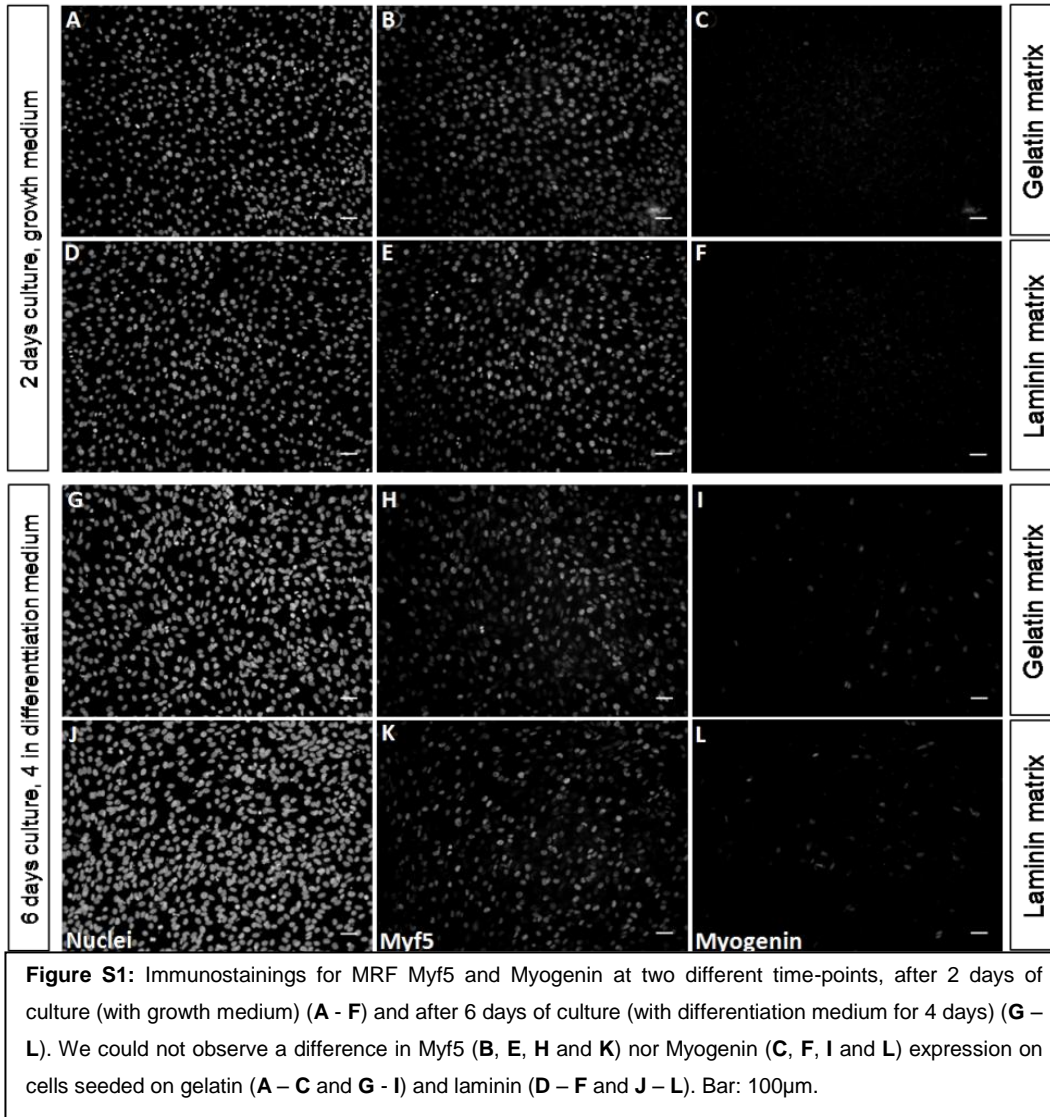 A
B
C
Gelatin matrix
2 days culture, growth medium
D
E
F
Laminin matrix
G
H
I
Gelatin matrix
6 days culture, 4 in differentiation medium
J
K
L
Laminin matrix
Nuclei
Myf5
Myogenin
Figure S1: Immunostainings for MRF Myf5 and Myogenin at two different time-points, after 2 days of
culture (with growth medium) (A - F) and after 6 days of culture (with differentiation medium for 4 days) (G –
L). We could not observe a difference in Myf5 (B, E, H and K) nor Myogenin (C, F, I and L) expression on
cells seeded on gelatin (A – C and G - I) and laminin (D – F and J – L). Bar: 100µm.